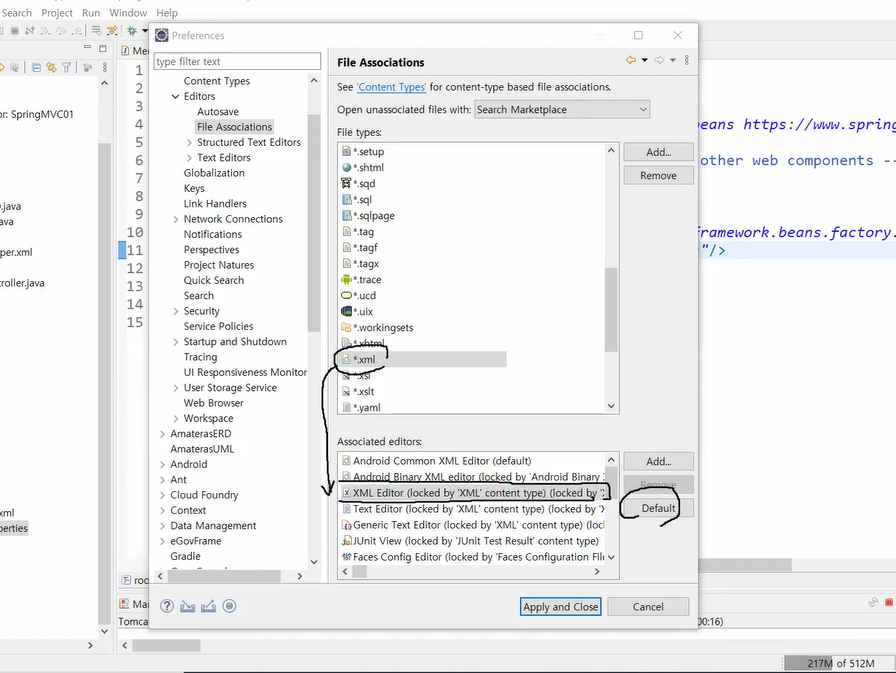 Search Project Run Window Help
Preferences
type filter text
File Associations
Content Types
See 'Content Types' for content-type based file associations.
Editors
Autosave
Open unassociated files with: Search Marketplace
File Associations
File types:
Structured Text Editors
Text Editors
Globalization
Keys
Link Handlers
Network Connections
Notifications
Perspectives
Project Natures
Quick Search
Search
Security
Service Policies
Startup and Shutdown
Tracing
UI Responsiveness Monitor
User Storage Service
Web Browser
Workspace
AmaterasERD
AmaterasUML
Android
Ant
Cloud Foundry
Context
Data Management
eGovFrame
Gradle
*.setup
*.shtml
*.sqd
*.sql
*.sqlpage
*.tag
*.tagf
*.tagx
*.trace
*.ucd
*.uix
*.workingsets
*.xhtml
*.xml
*.xsl
*.xslt
*.yaml
Add...
Remove
Associated editors:
Android Common XML Editor (default)
Android Binary XML editor (locked by 'Android Binary
XML Editor (locked by 'XML' content type) (locked by '
Text Editor (locked by 'XML' content type) (locked by 'X
Generic Text Editor (locked by 'XML' content type) (loc
JUnit View (locked by 'JUnit Test Result' content type)
Faces Config Editor (locked by 'Faces Configuration File
Add...
Remove
Default
Apply and Close
Cancel
or: SpringMVC01
.java
ava
per.xml
roller.java
xml
perties
Me
1
2
3
4
5
6
7
8
9
10
11
12
13
14
15
eans https://www.spring
other web components --
ramework.beans.factory.
"/>
roo
Ma
Tomca
00:16)
217M of 512M